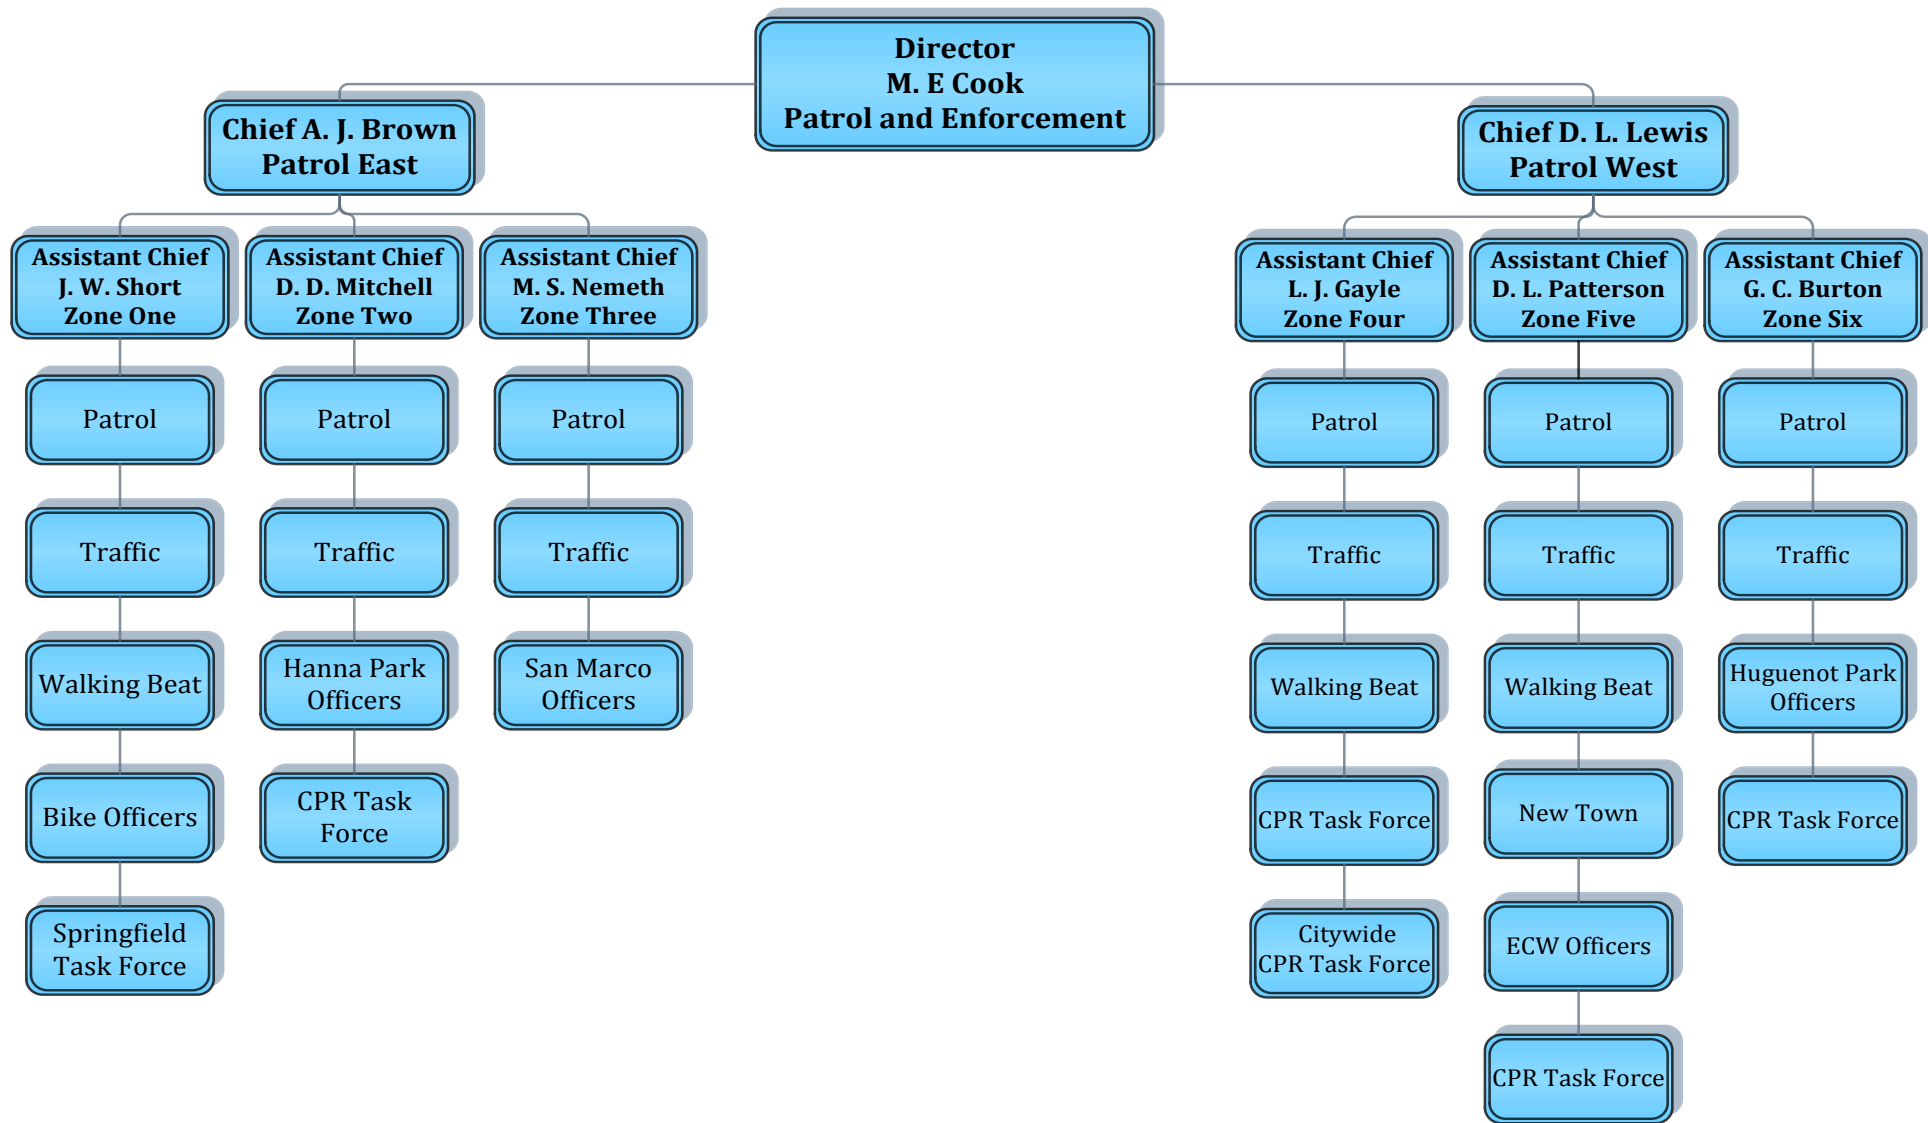 Director
M. E Cook
Patrol and Enforcement
Chief A. J. Brown
Patrol East
Chief D. L. Lewis
Patrol West
Assistant Chief
J. W. Short
Zone One
Assistant Chief
D. D. Mitchell
Zone Two
Assistant Chief
M. S. Nemeth
Zone Three
Assistant Chief
L. J. Gayle
Zone Four
Assistant Chief
D. L. Patterson
Zone Five
Assistant Chief
G. C. Burton
Zone Six
Patrol
Patrol
Patrol
Patrol
Patrol
Patrol
Traffic
Traffic
Traffic
Traffic
Traffic
Traffic
Walking Beat
Hanna Park
Officers
San Marco
Officers
Walking Beat
Walking Beat
Huguenot Park
Officers
Bike Officers
CPR Task
Force
CPR Task Force
New Town
CPR Task Force
Springfield
Task Force
Citywide
CPR Task Force
ECW Officers
CPR Task Force